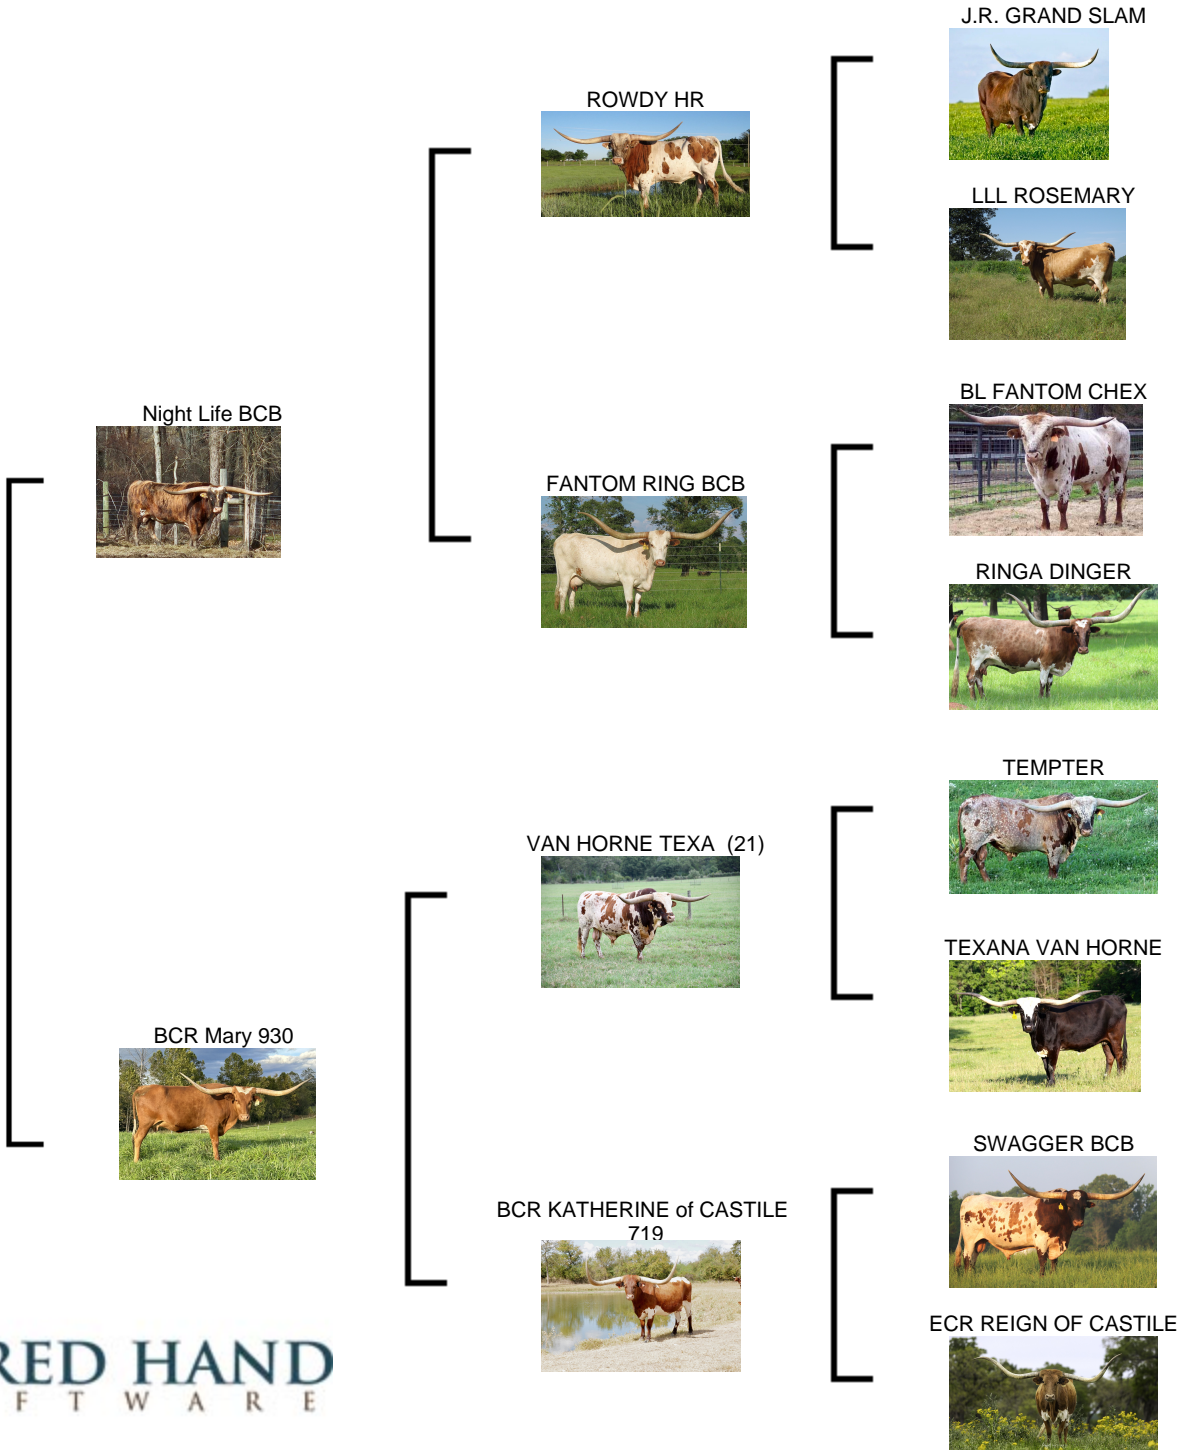 J.R. GRAND SLAM
ROWDY HR
LLL ROSEMARY
Night Life BCB
BL FANTOM CHEX
FANTOM RING BCB
RINGA DINGER
TEMPTER
VAN HORNE TEXA (21)
TEXANA VAN HORNE
BCR Mary 930
SWAGGER BCB
BCR KATHERINE of CASTILE
719
ECR REIGN OF CASTILE
RED HAND
F T W A R E